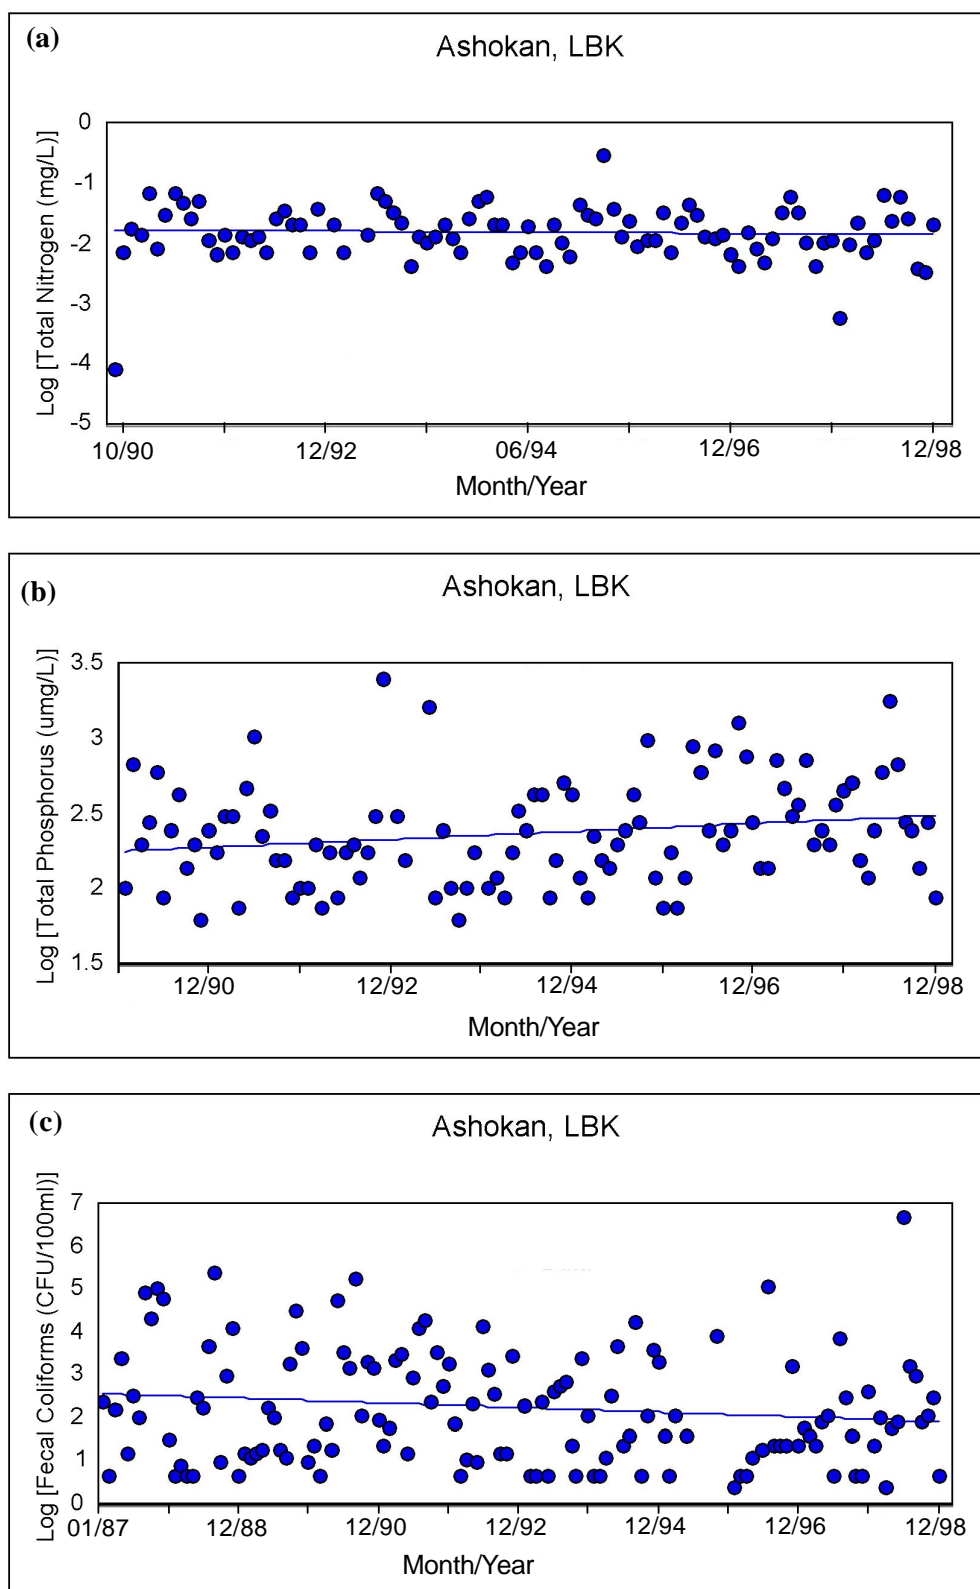 (a)
Ashokan, LBK
Log [Total Nitrogen (mg/L)]
0
-1
-2
-3
-4
-5
10/90 12/92 06/94 12/96 12/98
Month/Year
(b)
Ashokan, LBK
Log [Total Phosphorus (umg/L)]
3.5
3
2.5
2
1.5
12/90 12/92 12/94 12/96 12/98
Month/Year
(c)
Ashokan, LBK
Log [Fecal Coliforms (CFU/100ml)]
7
6
5
4
3
2
1
0
01/87 12/88 12/90 12/92 12/94 12/96 12/98
Month/Year